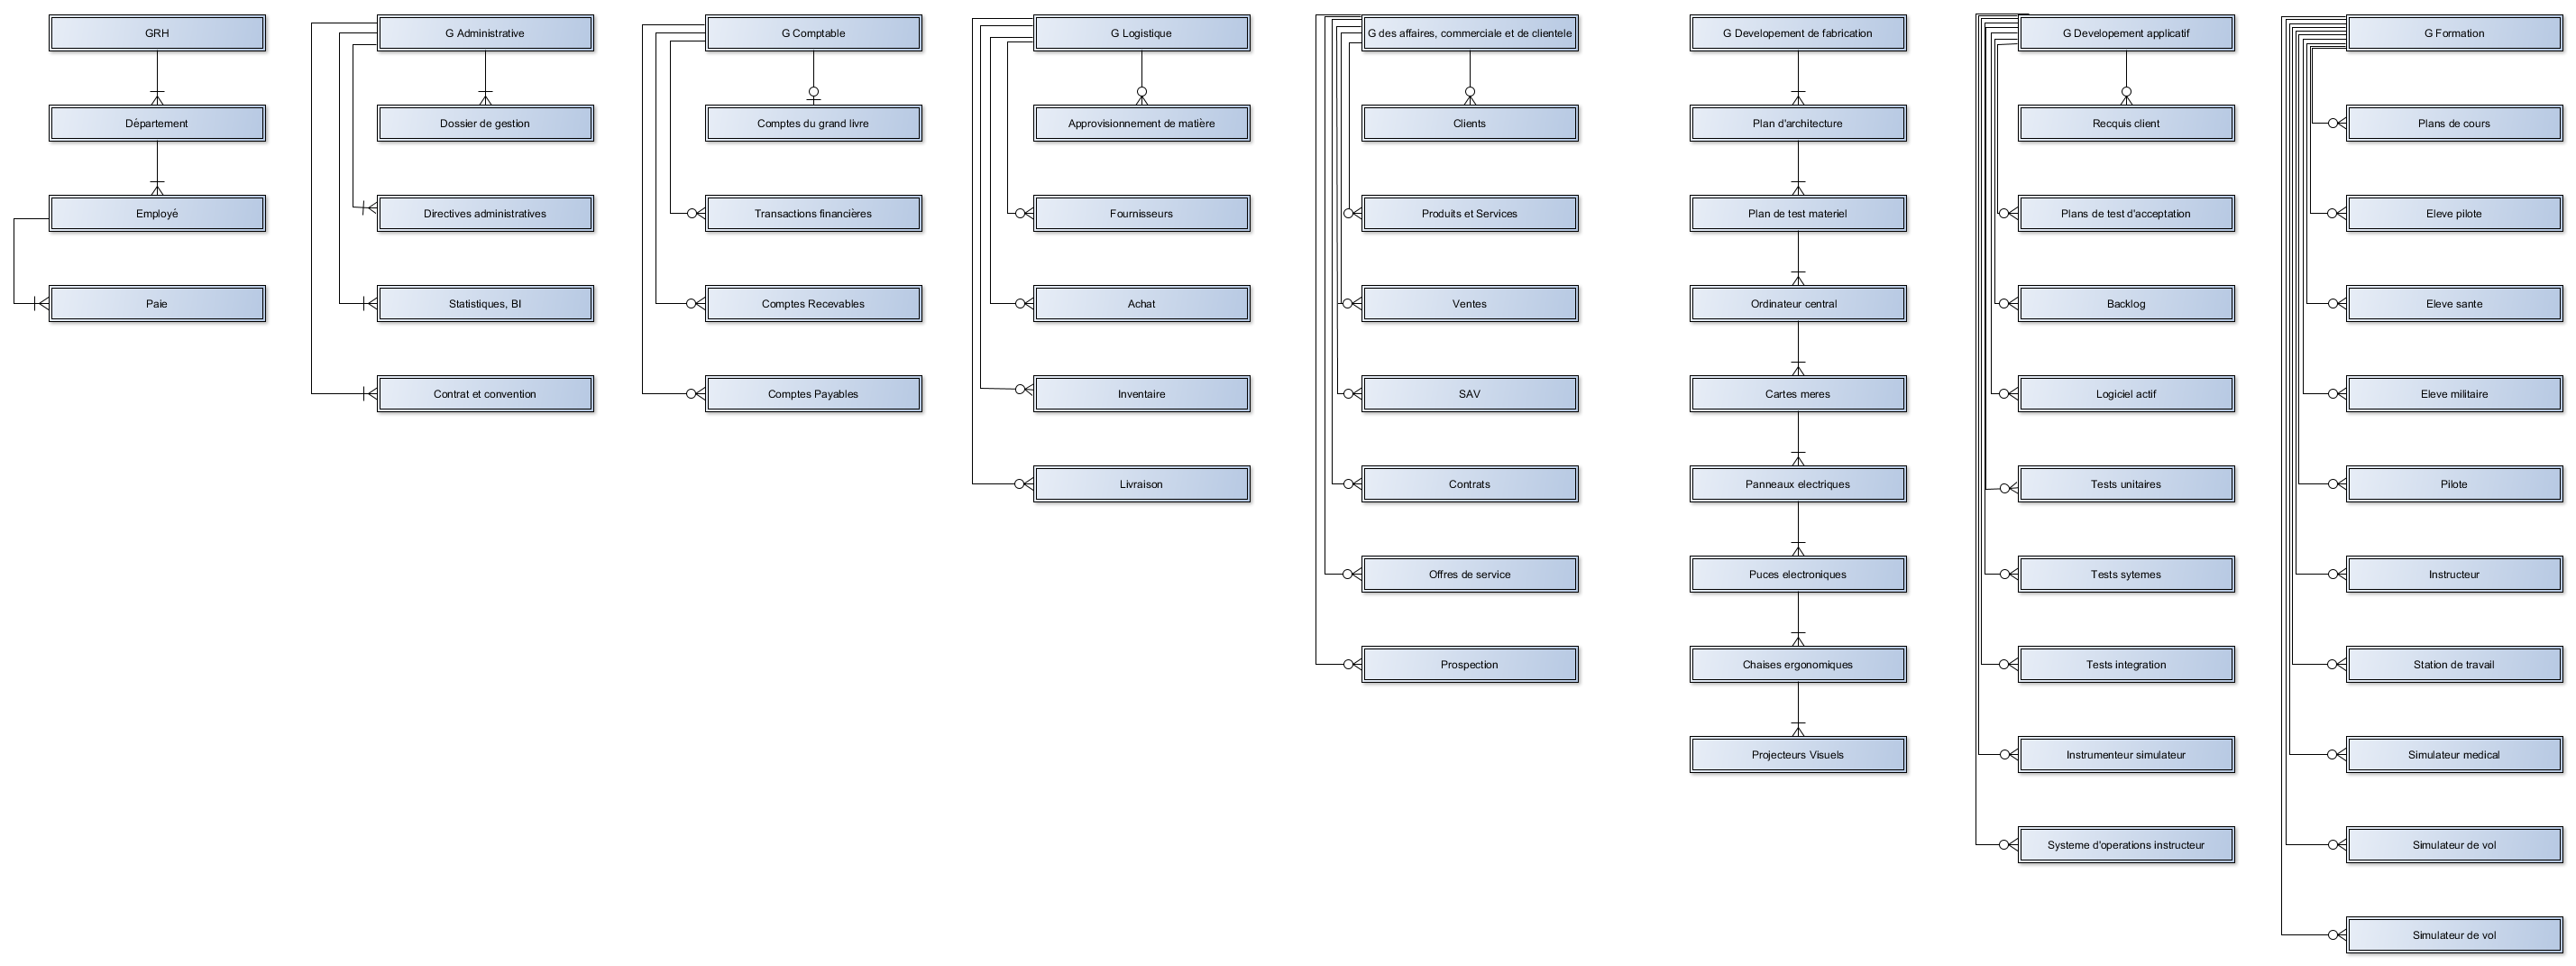 GRH
Département
Employé
Paie
G Administrative
Dossier de gestion
Directives administratives
Statistiques, BI
Contrat et convention
G Comptable
Comptes du grand livre
Transactions financières
Comptes Recevables
Comptes Payables
G Logistique
Approvisionnement de matière
Fournisseurs
Achat
Inventaire
Livraison
G des affaires, commerciale et de clientele
Clients
Produits et Services
Ventes
SAV
Contrats
Offres de service
Prospection
G Developement de fabrication
Plan d'architecture
Plan de test materiel
Ordinateur central
Cartes meres
Panneaux electriques
Puces electroniques
Chaises ergonomiques
Projecteurs Visuels
G Developement applicatif
Recquis client
Plans de test d'acceptation
Backlog
Logiciel actif
Tests unitaires
Tests sytemes
Tests integration
Instrumenteur simulateur
Systeme d'operations instructeur
G Formation
Plans de cours
Eleve pilote
Eleve sante
Eleve militaire
Pilote
Instructeur
Station de travail
Simulateur medical
Simulateur de vol
Simulateur de vol